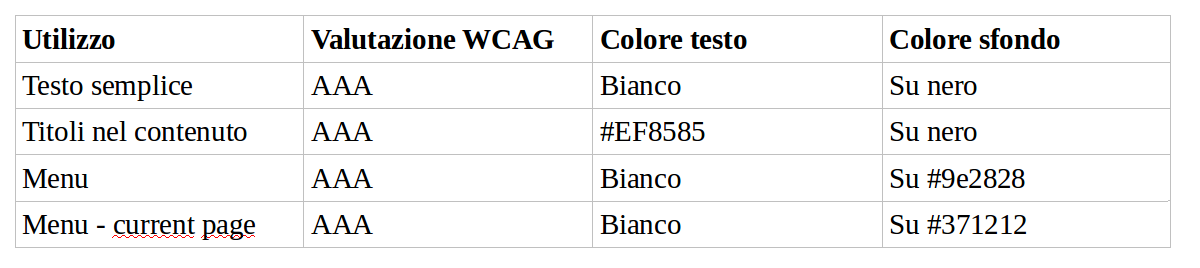 Utilizzo Valutazione WCAG Colore testo Colore sfondo
Testo semplice AAA Bianco Su nero
Titoli nel contenuto AAA #EF8585 Su nero
Menu AAA Bianco Su #9e2828
Menu - current page AAA Bianco Su #371212